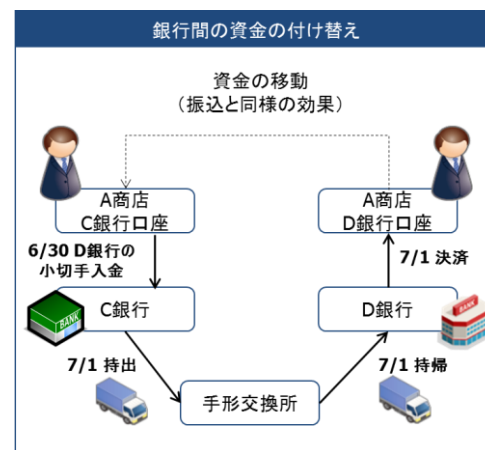 銀行間の資金の付け替え
資金の移動
（振込と同様の効果）
A商店
C銀行口座
A商店
D銀行口座
6/30 D銀行の
小切手入金
7/1 決済
C銀行
BANK
D銀行
BANK
7/1 持出
7/1 持帰
手形交換所